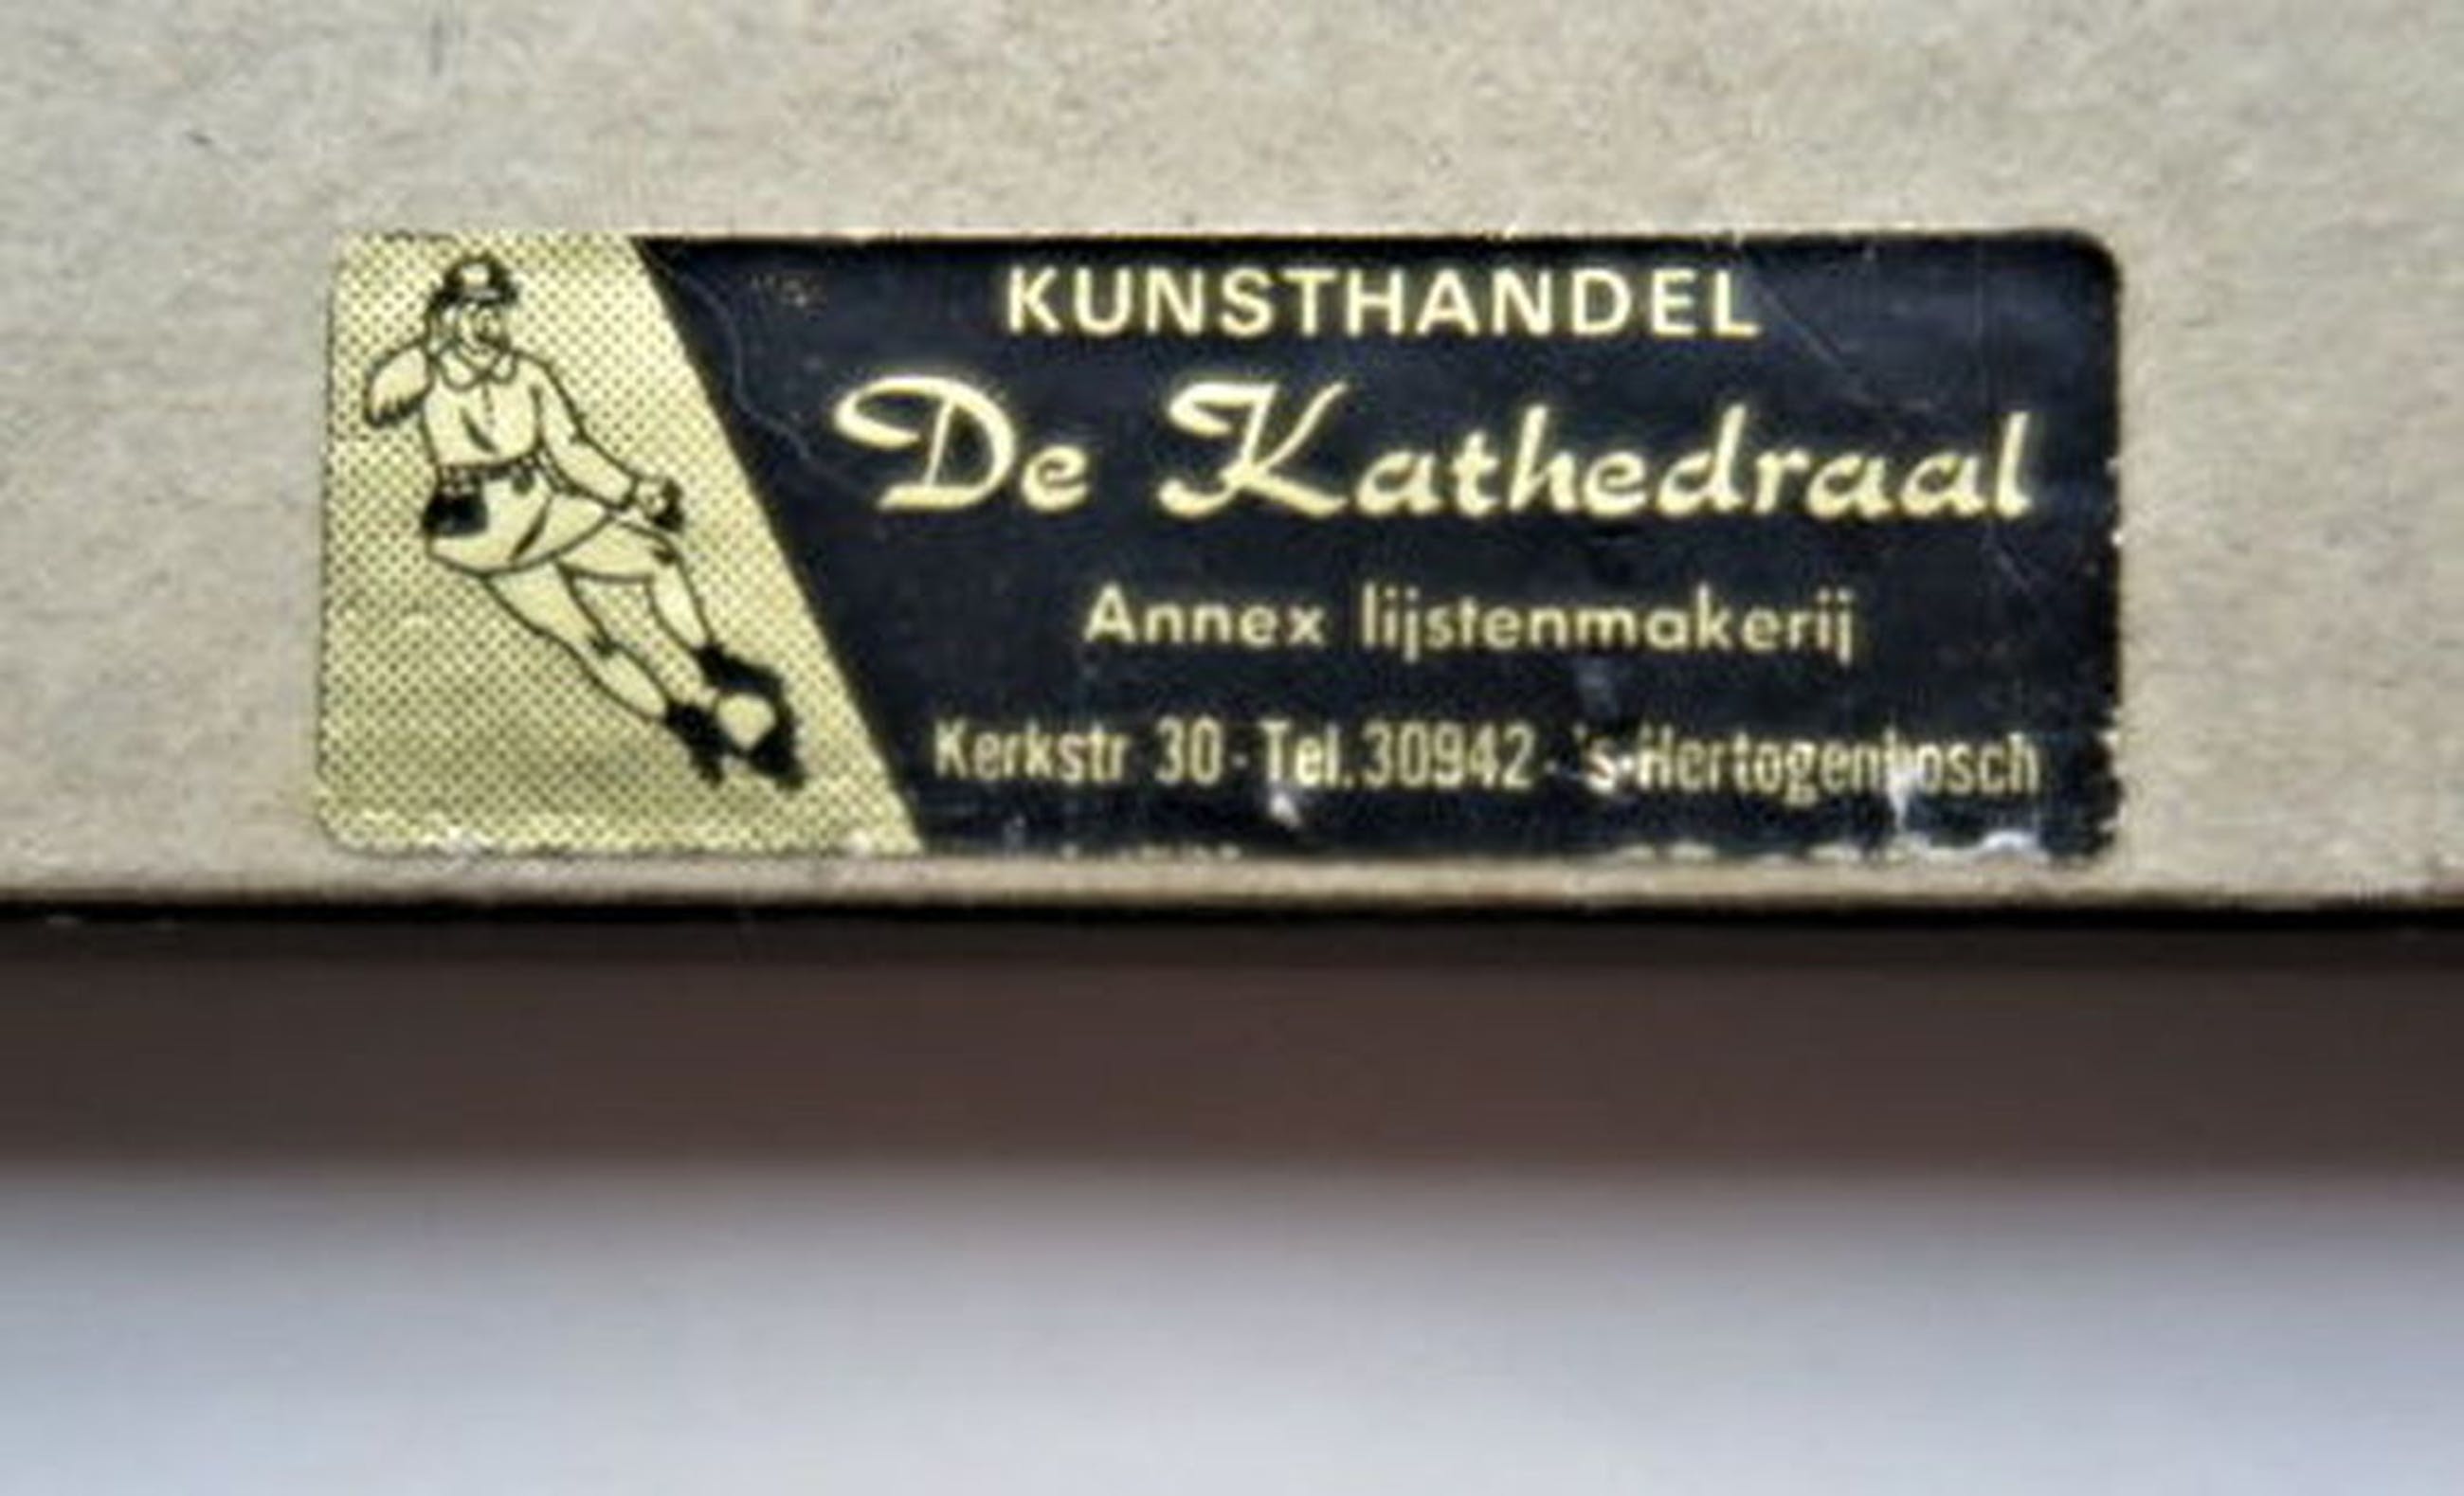 KUNSTHANDEL
De Kathedraal
Annex lijstenmakerij
Kerkstr 30 - Tel. 30942 - 's-Hertogenbosch